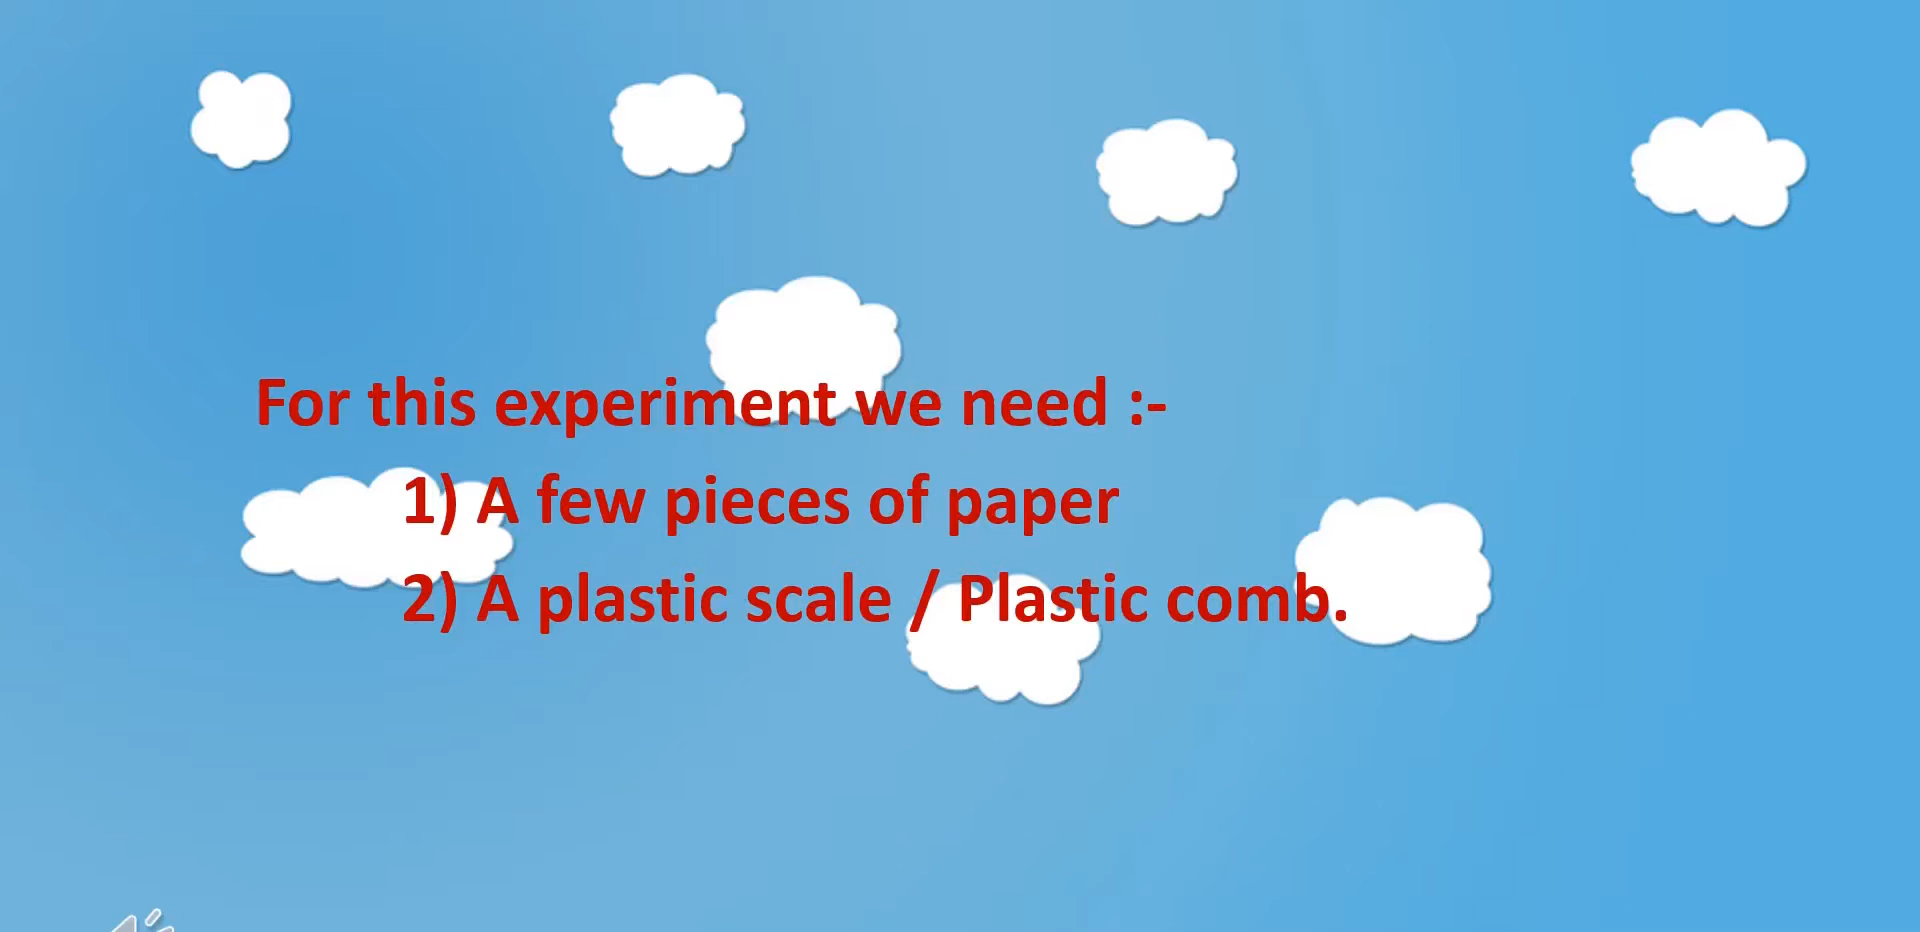 For this experiment we need :-
1) A few pieces of paper
2) A plastic scale / Plastic comb.